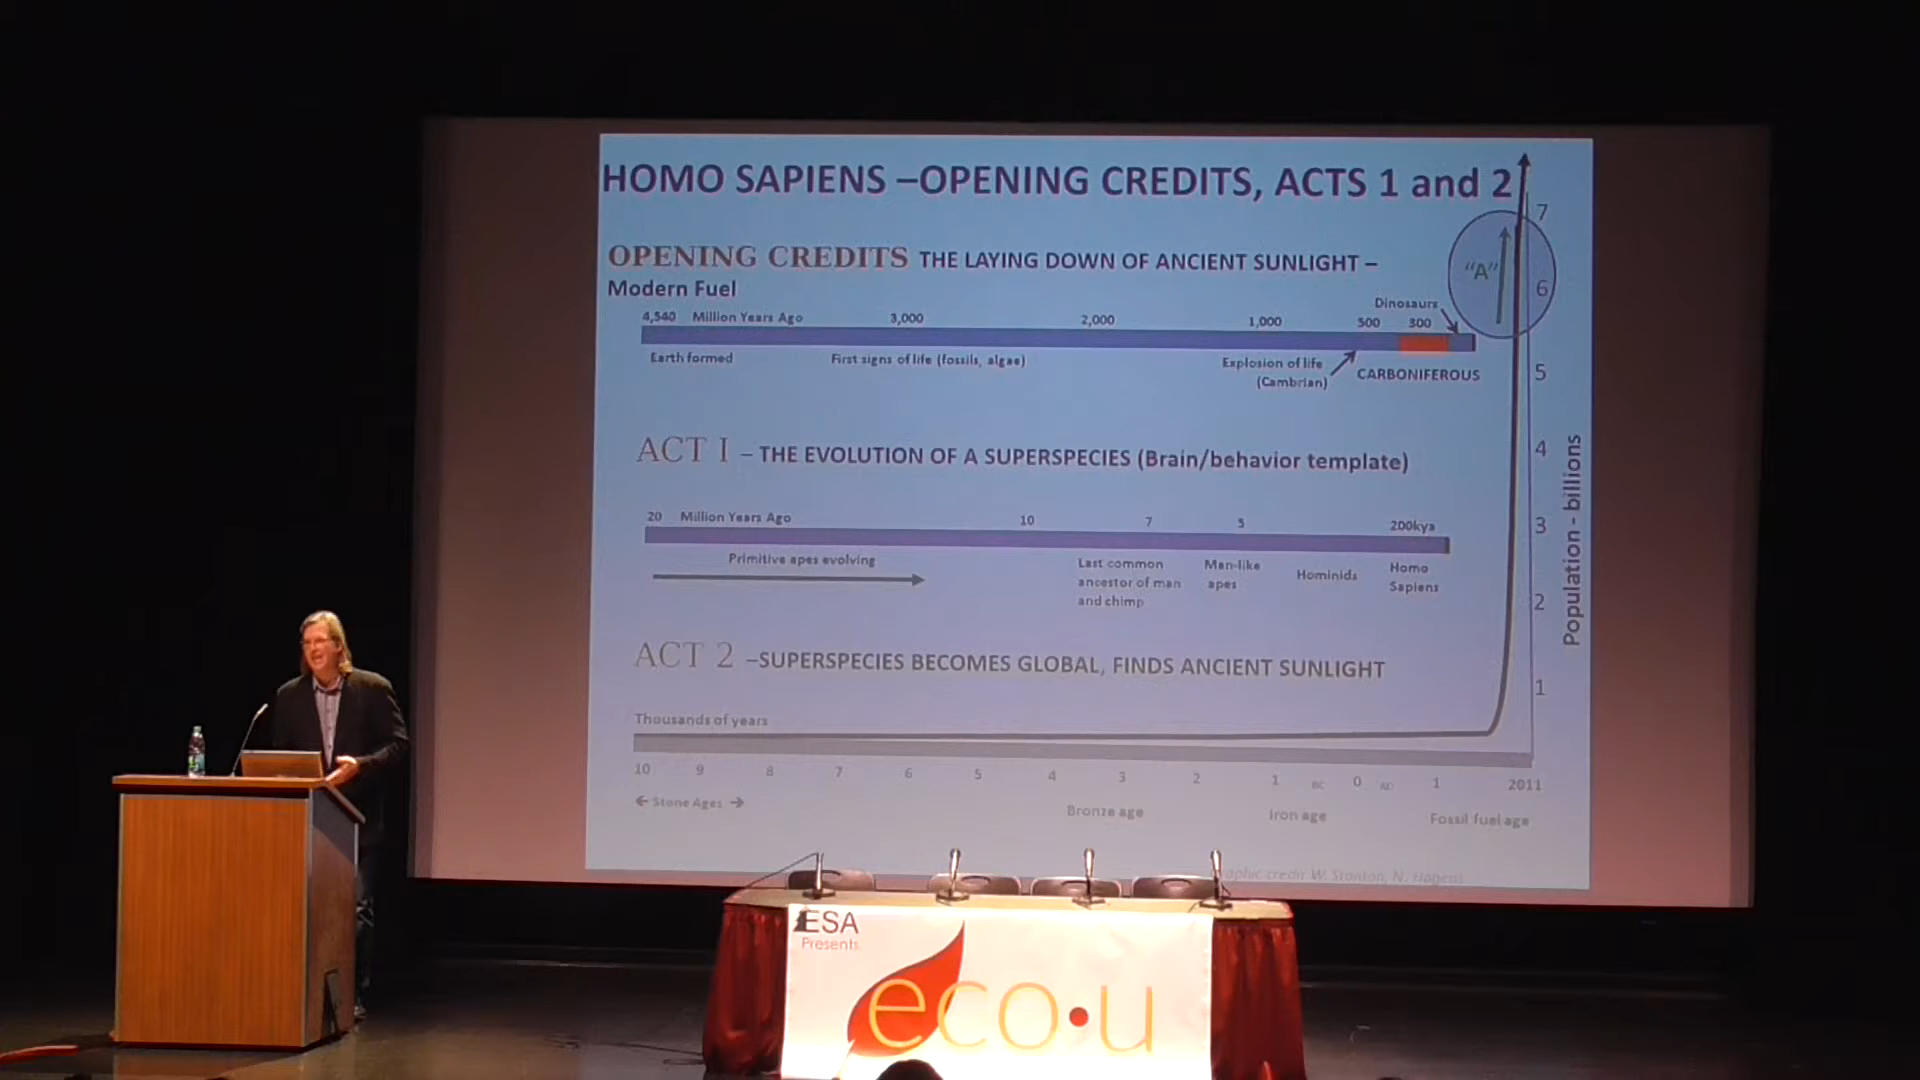 HOMO SAPIENS –OPENING CREDITS, ACTS 1 and 2
7
OPENING CREDITS THE LAYING DOWN OF ANCIENT SUNLIGHT –
Modern Fuel
"A"
6
Dinosaurs
4,540 Million Years Ago 3,000 2,000 1,000 500 300
Earth formed First signs of life (fossils, algae) Explosion of life
(Cambrian) CARBONIFEROUS
5
ACT I – THE EVOLUTION OF A SUPERSPECIES (Brain/behavior template)
4
20 Million Years Ago 10 7 5 200kya
3
Primitive apes evolving
Last common
ancestor of man
and chimp
Man-like
apes
Hominids
Homo
Sapiens
2
Population - billions
ACT 2 –SUPERSPECIES BECOMES GLOBAL, FINDS ANCIENT SUNLIGHT
1
Thousands of years
10 9 8 7 6 5 4 3 2 1 BC 0 AD 1 2011
← Stone Ages → Bronze age Iron age Fossil fuel age
credit W. Stanton, N. Hagens
ESA
Presents
eco•u